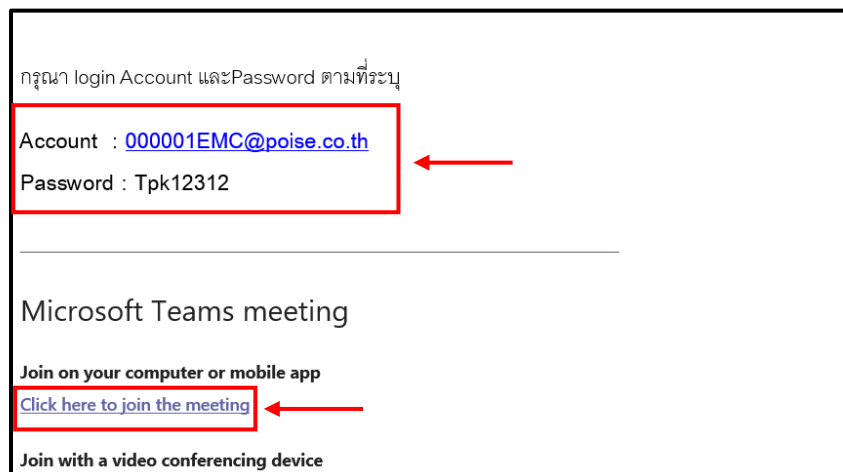 กรุณา login Account และPassword ตามที่ระบุ
Account : 000001EMC@poise.co.th
Password : Tpk12312
Microsoft Teams meeting
Join on your computer or mobile app
Click here to join the meeting
Join with a video conferencing device